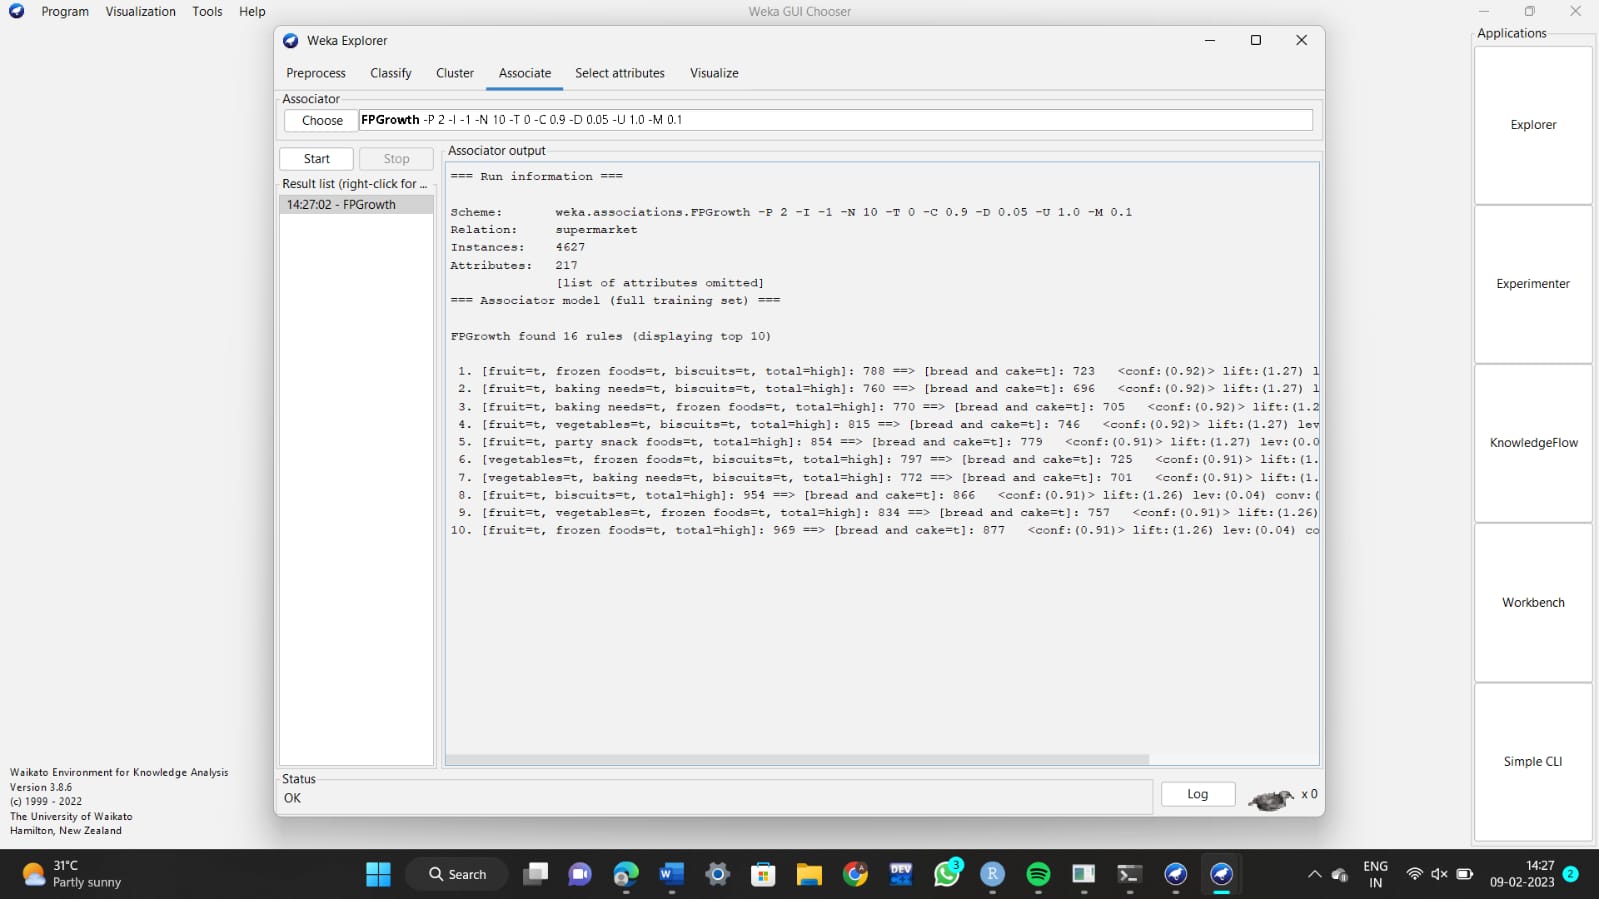 Program Visualization Tools Help
Weka GUI Chooser
Applications
Weka Explorer
Preprocess Classify Cluster Associate Select attributes Visualize
Associator
Choose FPGrowth -P 2 -I -1 -N 10 -T 0 -C 0.9 -D 0.05 -U 1.0 -M 0.1
Start Stop
Result list (right-click for ...
14:27:02 - FPGrowth
Associator output
=== Run information ===
Scheme: weka.associations.FPGrowth -P 2 -I -1 -N 10 -T 0 -C 0.9 -D 0.05 -U 1.0 -M 0.1
Relation: supermarket
Instances: 4627
Attributes: 217
[list of attributes omitted]
=== Associator model (full training set) ===
FPGrowth found 16 rules (displaying top 10)
1. [fruit=t, frozen foods=t, biscuits=t, total=high]: 788 ==> [bread and cake=t]: 723 <conf:(0.92)> lift:(1.27) l
2. [fruit=t, baking needs=t, biscuits=t, total=high]: 760 ==> [bread and cake=t]: 696 <conf:(0.92)> lift:(1.27) l
3. [fruit=t, baking needs=t, frozen foods=t, total=high]: 770 ==> [bread and cake=t]: 705 <conf:(0.92)> lift:(1.2
4. [fruit=t, vegetables=t, biscuits=t, total=high]: 815 ==> [bread and cake=t]: 746 <conf:(0.92)> lift:(1.27) lev
5. [fruit=t, party snack foods=t, total=high]: 854 ==> [bread and cake=t]: 779 <conf:(0.91)> lift:(1.27) lev:(0.0
6. [vegetables=t, frozen foods=t, biscuits=t, total=high]: 797 ==> [bread and cake=t]: 725 <conf:(0.91)> lift:(1.
7. [vegetables=t, baking needs=t, biscuits=t, total=high]: 772 ==> [bread and cake=t]: 701 <conf:(0.91)> lift:(1.
8. [fruit=t, biscuits=t, total=high]: 954 ==> [bread and cake=t]: 866 <conf:(0.91)> lift:(1.26) lev:(0.04) conv:(
9. [fruit=t, vegetables=t, frozen foods=t, total=high]: 834 ==> [bread and cake=t]: 757 <conf:(0.91)> lift:(1.26)
10. [fruit=t, frozen foods=t, total=high]: 969 ==> [bread and cake=t]: 877 <conf:(0.91)> lift:(1.26) lev:(0.04) co
Status
OK
Log
x 0
Explorer
Experimenter
KnowledgeFlow
Workbench
Simple CLI
Waikato Environment for Knowledge Analysis
Version 3.8.6
(c) 1999 - 2022
The University of Waikato
Hamilton, New Zealand
31°C
Partly sunny
Search
W
DEV
3
R
ENG
IN
14:27
09-02-2023
2